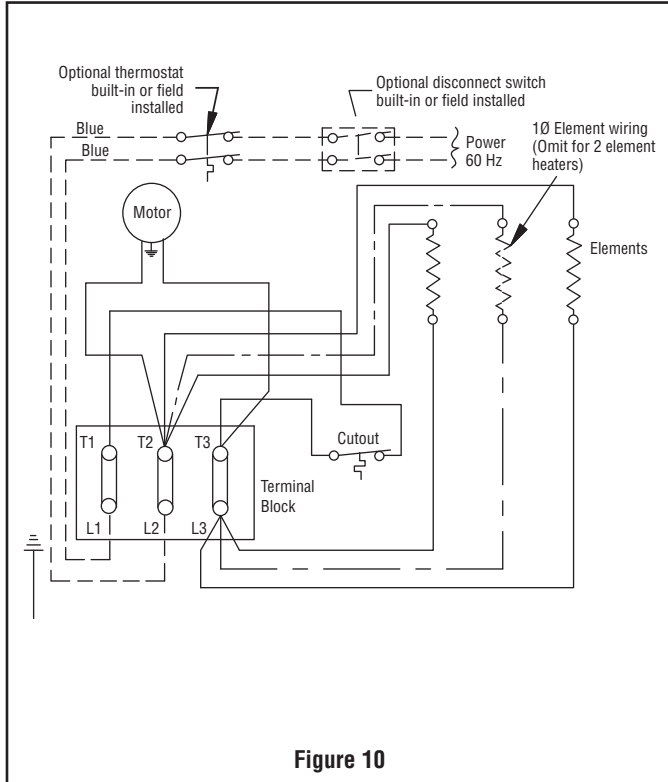 Optional thermostat
built-in or field
installed
Optional disconnect switch
built-in or field installed
Blue
Blue
Power
60 Hz
1Ø Element wiring
(Omit for 2 element
heaters)
Motor
Elements
T1 T2 T3
Cutout
Terminal
Block
L1 L2 L3
Figure 10